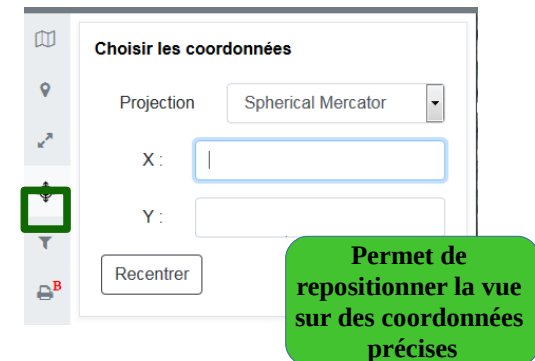 Choisir les coordonnées
Projection Spherical Mercator
X :
Y :
Recentrer
B
Permet de
repositionner la vue
sur des coordonnées
précises